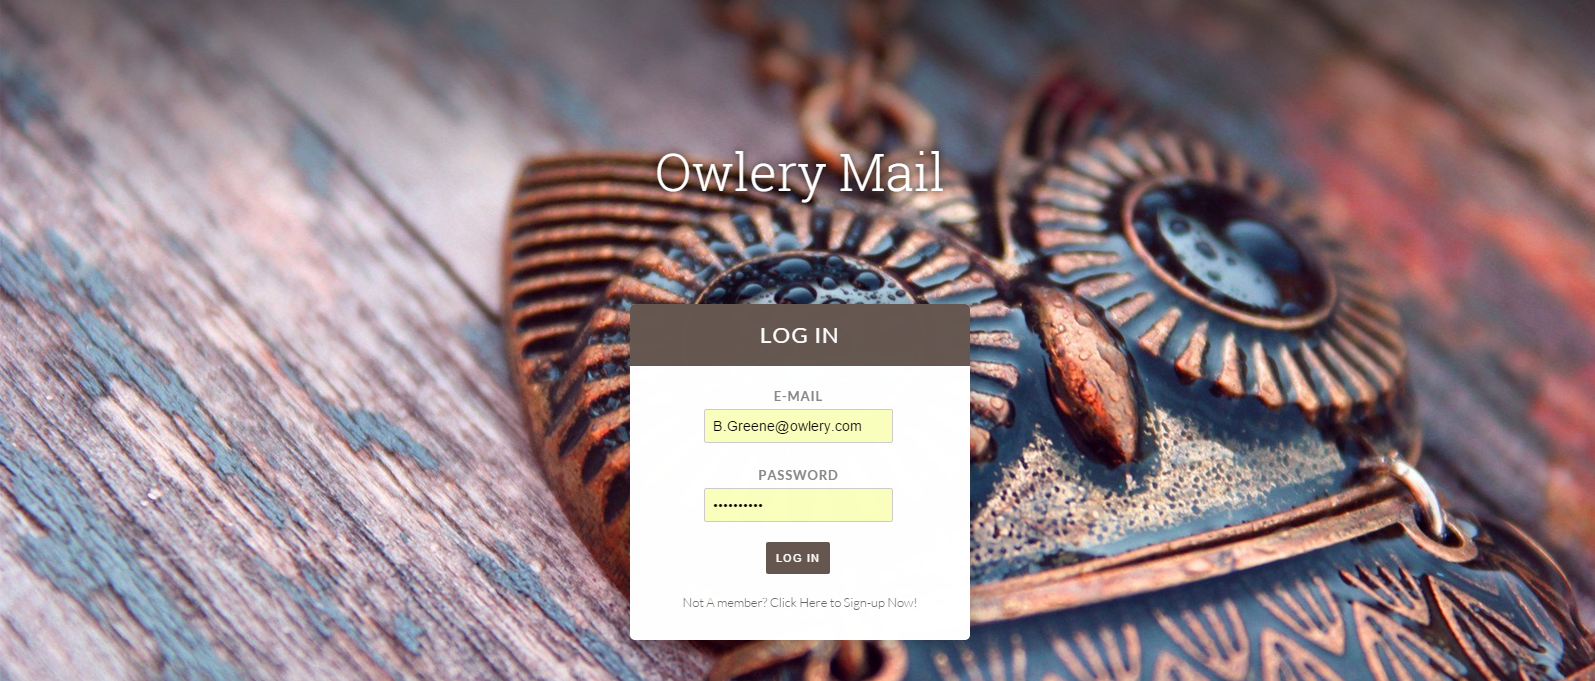 Owlery Mail
LOG IN
E-MAIL
B.Greene@owlery.com
PASSWORD
••••••••••
LOG IN
Not A member? Click Here to Sign-up Now!